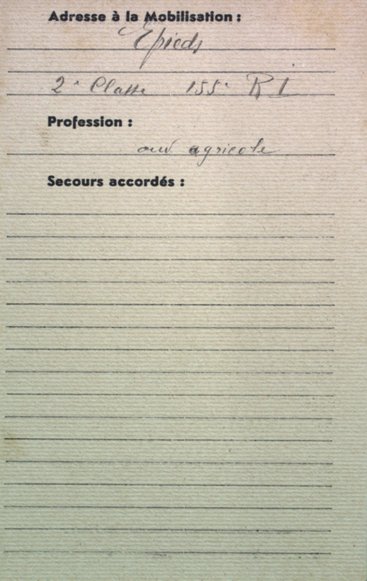 Adresse à la Mobilisation :
Epieds
2e Classe 155e R I
Profession :
ouv agricole
Secours accordés :